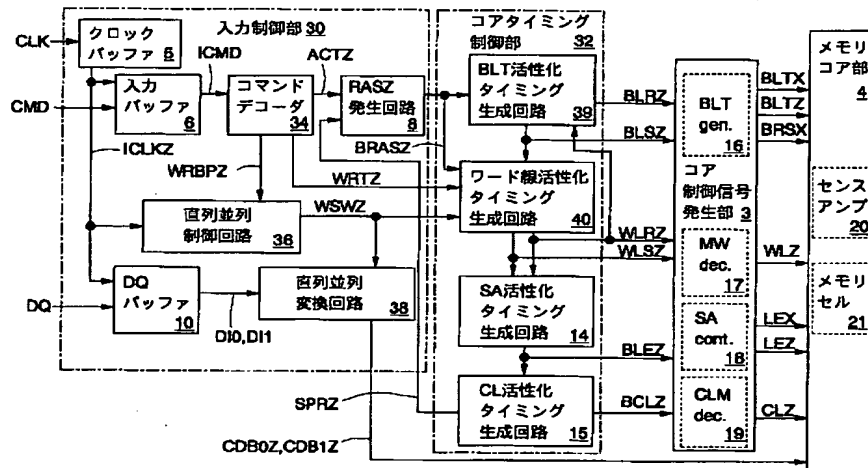 入力制御部 30
CLK
クロック
バッファ 5
ICMD
ACTZ
CMD
入力
バッファ
6
コマンド
デコーダ
34
RASZ
発生回路
8
ICLKZ
WRBPZ
BRASZ
WRTZ
直列並列
制御回路
36
WSWZ
DQ
DQ
バッファ
10
DI0,DI1
直列並列
変換回路
38
SPRZ
CDB0Z,CDB1Z
コアタイミング
制御部 32
BLT活性化
タイミング
生成回路 39
ワード線活性化
タイミング
生成回路 40
SA活性化
タイミング
生成回路 14
CL活性化
タイミング
生成回路 15
BLRZ
BLSZ
WLRZ
WLSZ
BLEZ
BCLZ
BLT
gen.
16
コア
制御信号
発生部 3
MW
dec.
17
SA
cont.
18
CLM
dec.
19
BLTX
BLTZ
BRSX
WLZ
LEX
LEZ
CLZ
メモリ
コア部
4
センス
アンプ
20
メモリ
セル
21